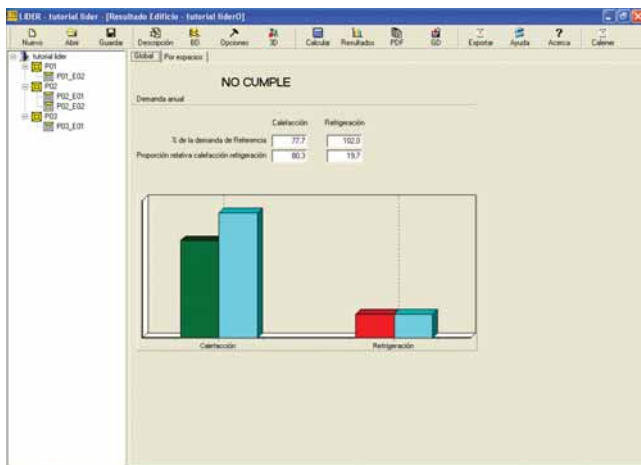 LIDER - tutorial lider - [Resultado Edificio - tutorial liderO]
Nuevo Abrir Guardar Descripción BD Opciones 3D Calcular Resultados PDF GD Exportar Ayuda Acerca Calener
tutorial lider
P01
P01_E02
P02
P02_E01
P02_E02
P03
P03_E01
Global Por espacios
NO CUMPLE
Demanda anual
Calefacción Refrigeración
% de la demanda de Referencia 77.7 102.0
Proporción relativa calefacción refrigeración 80.3 19.7
Calefacción Refrigeración